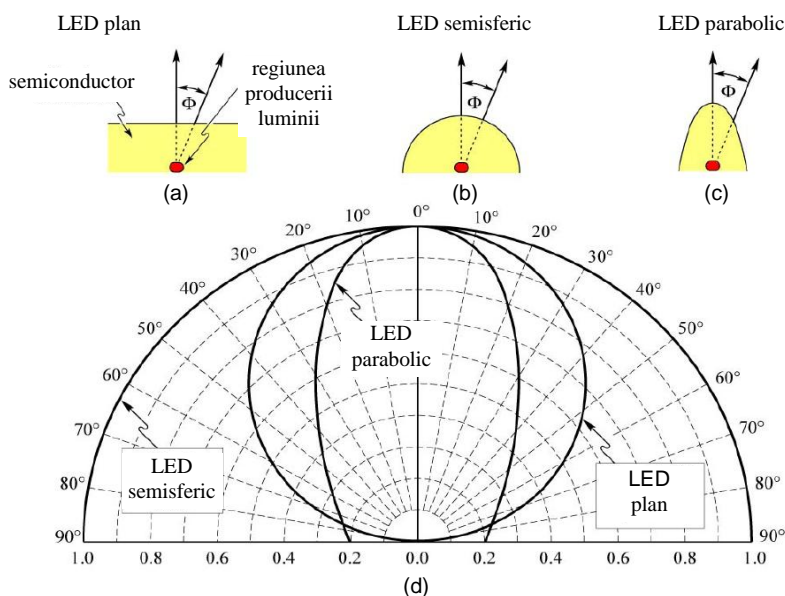 LED plan
LED semisferic
LED parabolic
semiconductor
regiunea
producerii
luminii
Φ
Φ
Φ
(a)
(b)
(c)
0°
10°
10°
20°
20°
30°
30°
40°
40°
50°
50°
60°
60°
70°
70°
80°
80°
90°
90°
LED
parabolic
LED
semisferic
LED
plan
1.0
0.8
0.6
0.4
0.2
0.0
0.2
0.4
0.6
0.8
1.0
(d)